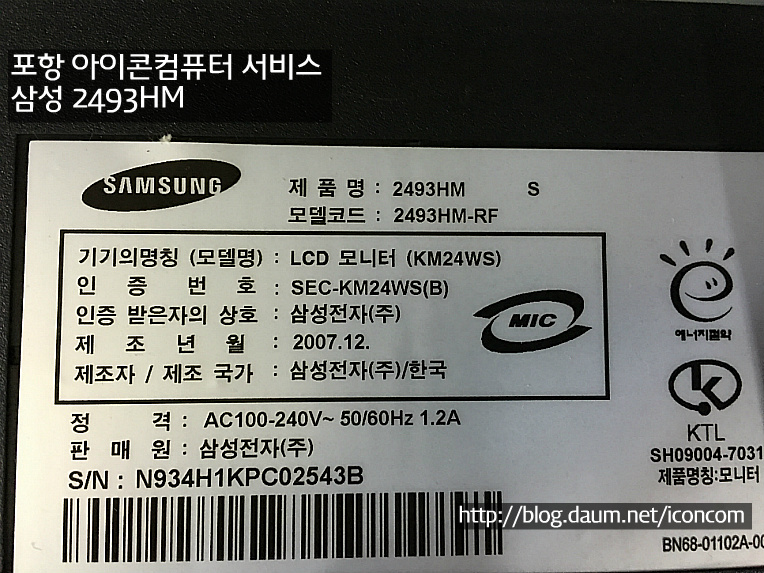 포항 아이콘컴퓨터 서비스
삼성 2493HM
SAMSUNG
제 품 명 : 2493HM S
모델코드 : 2493HM-RF
기기의명칭 (모델명) : LCD 모니터 (KM24WS)
인 증 번 호 : SEC-KM24WS(B)
인증 받은자의 상호 : 삼성전자(주)
제 조 년 월 : 2007.12.
제조자 / 제조 국가 : 삼성전자(주)/한국
MIC
에너지절약
정 격 : AC100-240V~ 50/60Hz 1.2A
판 매 원 : 삼성전자(주)
S/N : N934H1KPC02543B
KTL
SH09004-7031
제품명칭:모니터
http://blog.daum.net/iconcom
BN68-01102A-00